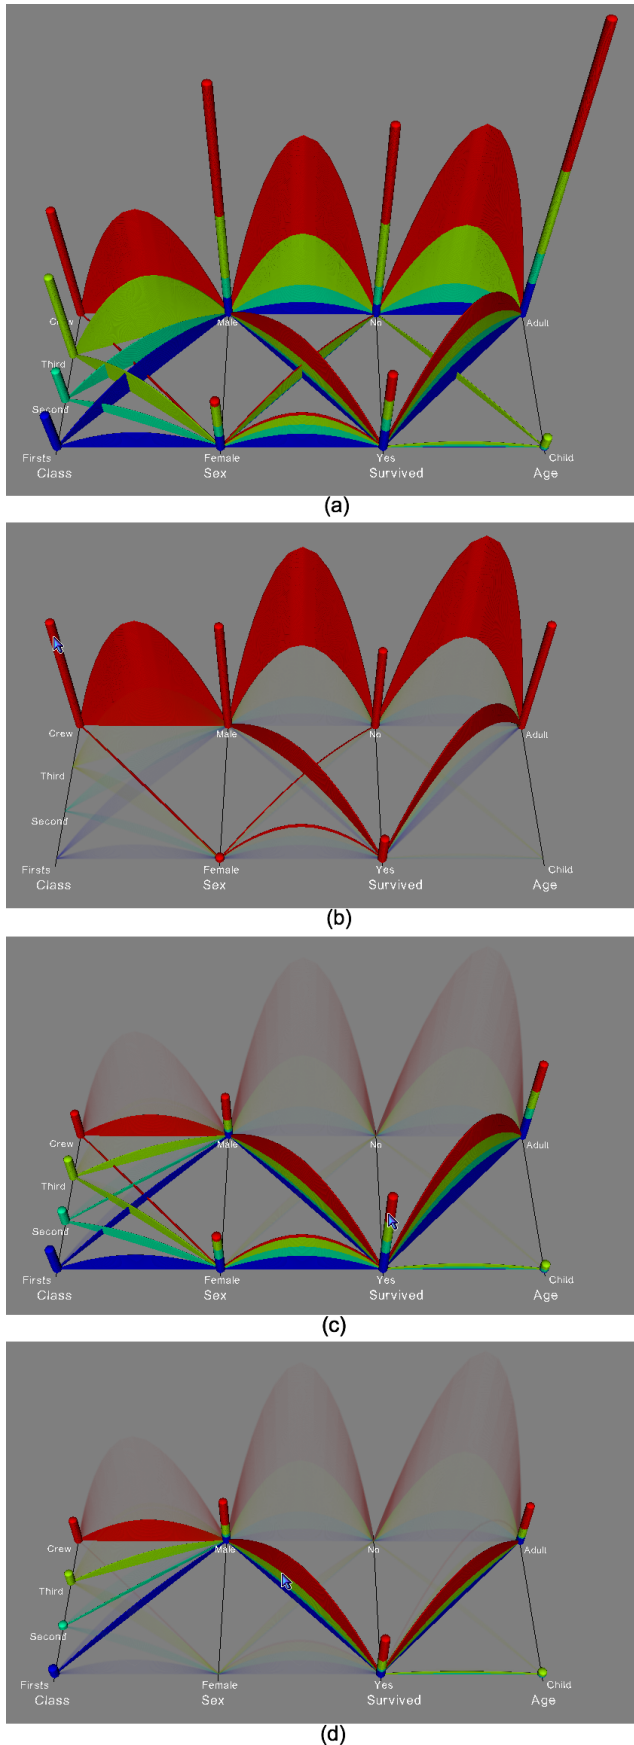 Crew
Male
No
Adult
Third
Second
Firsts
Female
Yes
Child
Class
Sex
Survived
Age
(a)
Crew
Male
No
Adult
Third
Second
Firsts
Female
Yes
Child
Class
Sex
Survived
Age
(b)
Crew
Male
No
Adult
Third
Second
Firsts
Female
Yes
Child
Class
Sex
Survived
Age
(c)
Crew
Male
No
Adult
Third
Second
Firsts
Female
Yes
Child
Class
Sex
Survived
Age
(d)